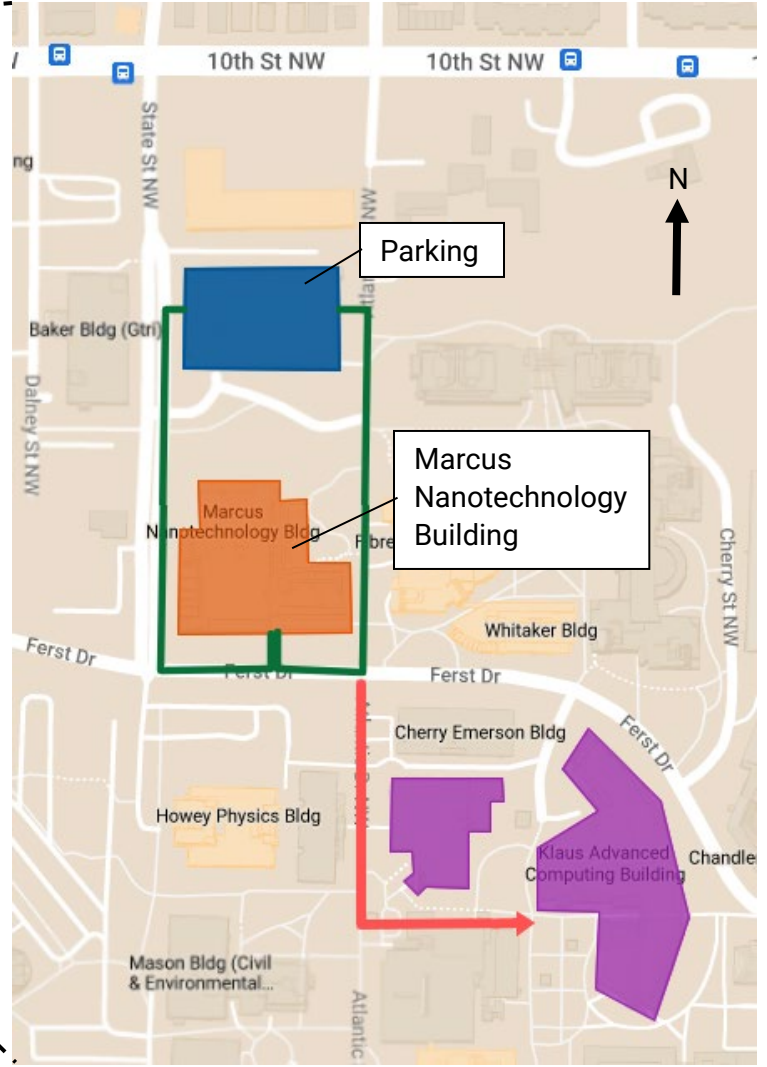 10th St NW
10th St NW
State St NW
ng
N
NW
Parking
Baker Bldg (Gtri)
Dalney St NW
Marcus
Nanotechnology
Building
Marcus
Nanotechnology Bldg
Cherry St NW
Whitaker Bldg
Ferst Dr
Ferst Dr
Ferst Dr
Ferst Dr
Cherry Emerson Bldg
Howey Physics Bldg
Klaus Advanced
Computing Building
Chandle
Mason Bldg (Civil
& Environmental...
Atlantic